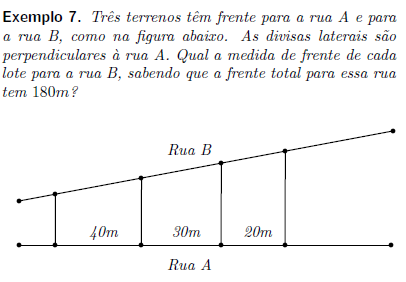 Exemplo 7. Três terrenos têm frente para a rua A e para
a rua B, como na figura abaixo. As divisas laterais são
perpendiculares à rua A. Qual a medida de frente de cada
lote para a rua B, sabendo que a frente total para essa rua
tem 180m?
Rua B
40m 30m 20m
Rua A